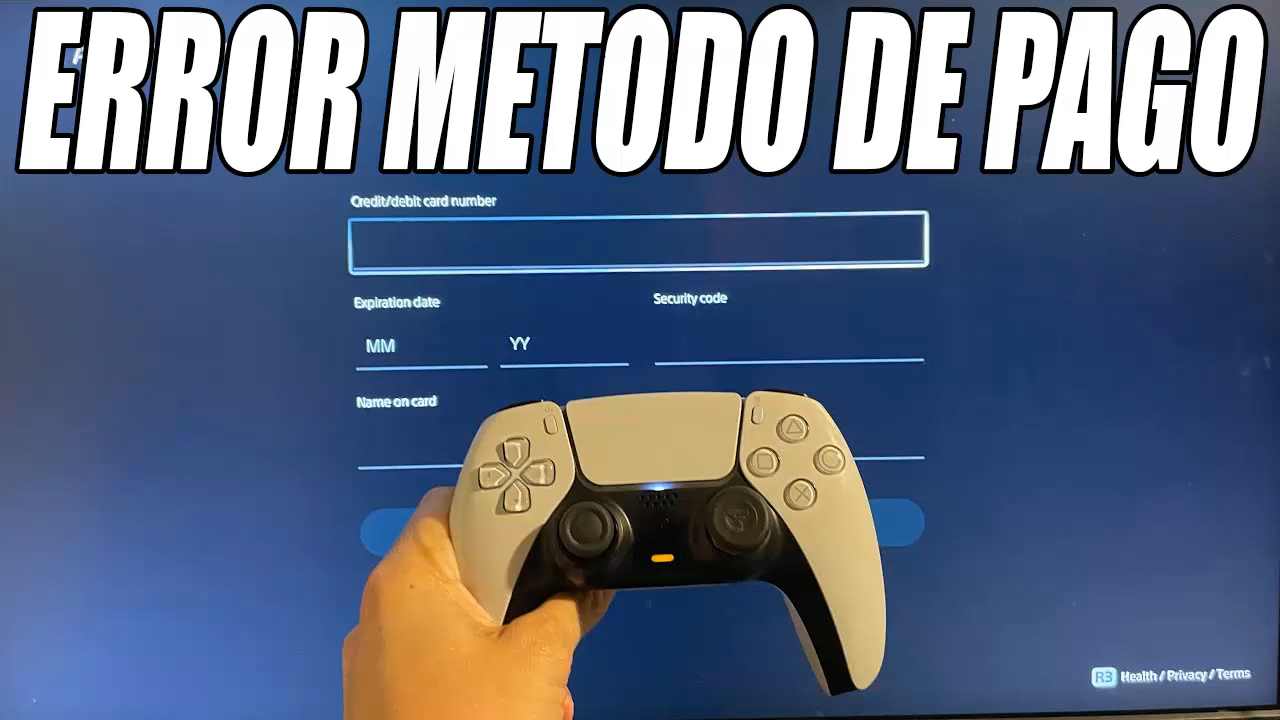 ERROR METODO DE PAGO
Credit/debit card number
Expiration date
Security code
MM
YY
Name on card
R3 Health / Privacy / Terms